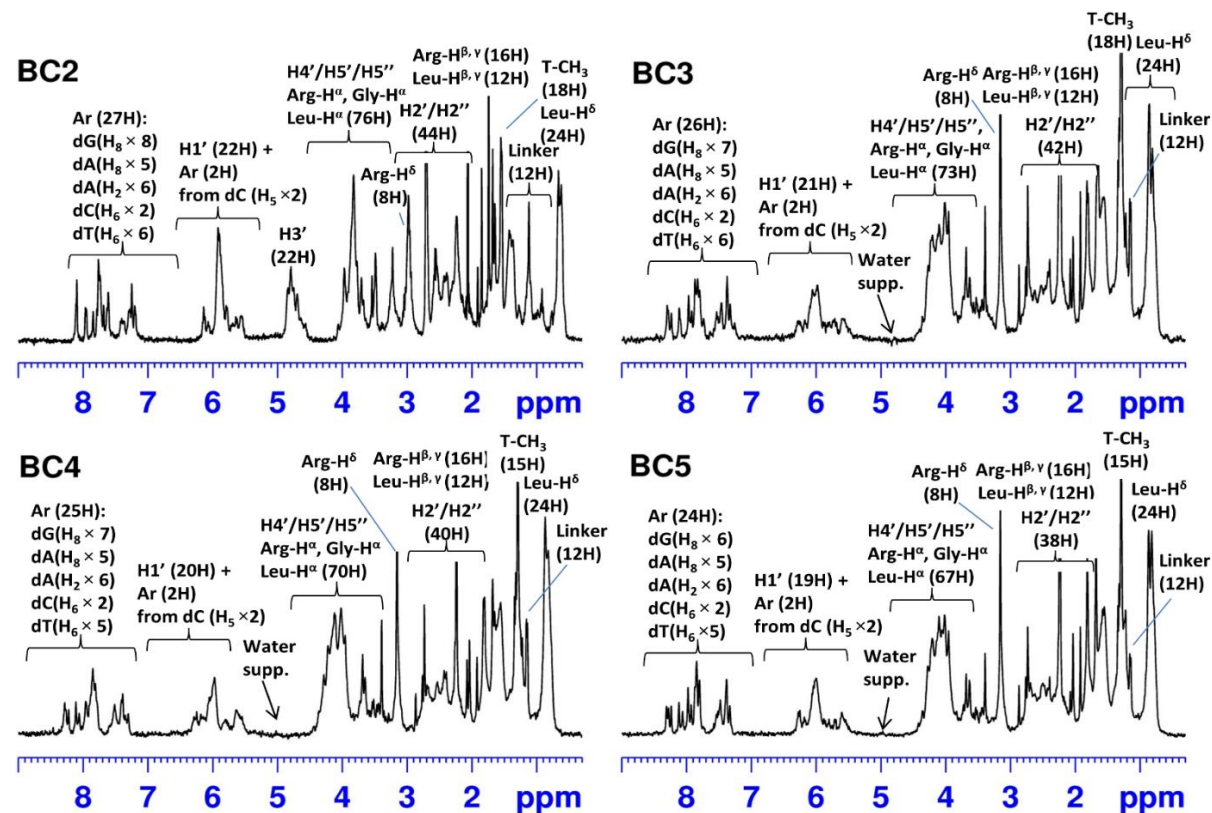 BC2
Ar (27H):
dG(H₈ × 8)
dA(H₈ × 5)
dA(H₂ × 6)
dC(H₆ × 2)
dT(H₆ × 6)
H1' (22H) +
Ar (2H)
from dC (H₅ ×2)
H3'
(22H)
H4'/H5'/H5''
Arg-Hᵅ, Gly-Hᵅ
Leu-Hᵅ (76H)
Arg-Hᵟ
(8H)
Arg-Hᵝ,ᵞ (16H)
Leu-Hᵝ,ᵞ (12H)
H2'/H2''
(44H)
T-CH₃
(18H)
Leu-Hᵟ
(24H)
Linker
(12H)
8 7 6 5 4 3 2 ppm
BC3
Ar (26H):
dG(H₈ × 7)
dA(H₈ × 5)
dA(H₂ × 6)
dC(H₆ × 2)
dT(H₆ × 6)
H1' (21H) +
Ar (2H)
from dC (H₅ ×2)
Water
supp.
H4'/H5'/H5'',
Arg-Hᵅ, Gly-Hᵅ
Leu-Hᵅ (73H)
Arg-Hᵟ
(8H)
Arg-Hᵝ,ᵞ (16H)
Leu-Hᵝ,ᵞ (12H)
H2'/H2''
(42H)
T-CH₃
(18H)
Leu-Hᵟ
(24H)
Linker
(12H)
8 7 6 5 4 3 2 ppm
BC4
Ar (25H):
dG(H₈ × 7)
dA(H₈ × 5)
dA(H₂ × 6)
dC(H₆ × 2)
dT(H₆ × 5)
H1' (20H) +
Ar (2H)
from dC (H₅ ×2)
Water
supp.
H4'/H5'/H5''
Arg-Hᵅ, Gly-Hᵅ
Leu-Hᵅ (70H)
Arg-Hᵟ
(8H)
Arg-Hᵝ,ᵞ (16H)
Leu-Hᵝ,ᵞ (12H)
H2'/H2''
(40H)
T-CH₃
(15H)
Leu-Hᵟ
(24H)
Linker
(12H)
8 7 6 5 4 3 2 ppm
BC5
Ar (24H):
dG(H₈ × 6)
dA(H₈ × 5)
dA(H₂ × 6)
dC(H₆ × 2)
dT(H₆ ×5)
H1' (19H) +
Ar (2H)
from dC (H₅ ×2)
Water
supp.
H4'/H5'/H5''
Arg-Hᵅ, Gly-Hᵅ
Leu-Hᵅ (67H)
Arg-Hᵟ
(8H)
Arg-Hᵝ,ᵞ (16H)
Leu-Hᵝ,ᵞ (12H)
H2'/H2''
(38H)
T-CH₃
(15H)
Leu-Hᵟ
(24H)
Linker
(12H)
8 7 6 5 4 3 2 ppm